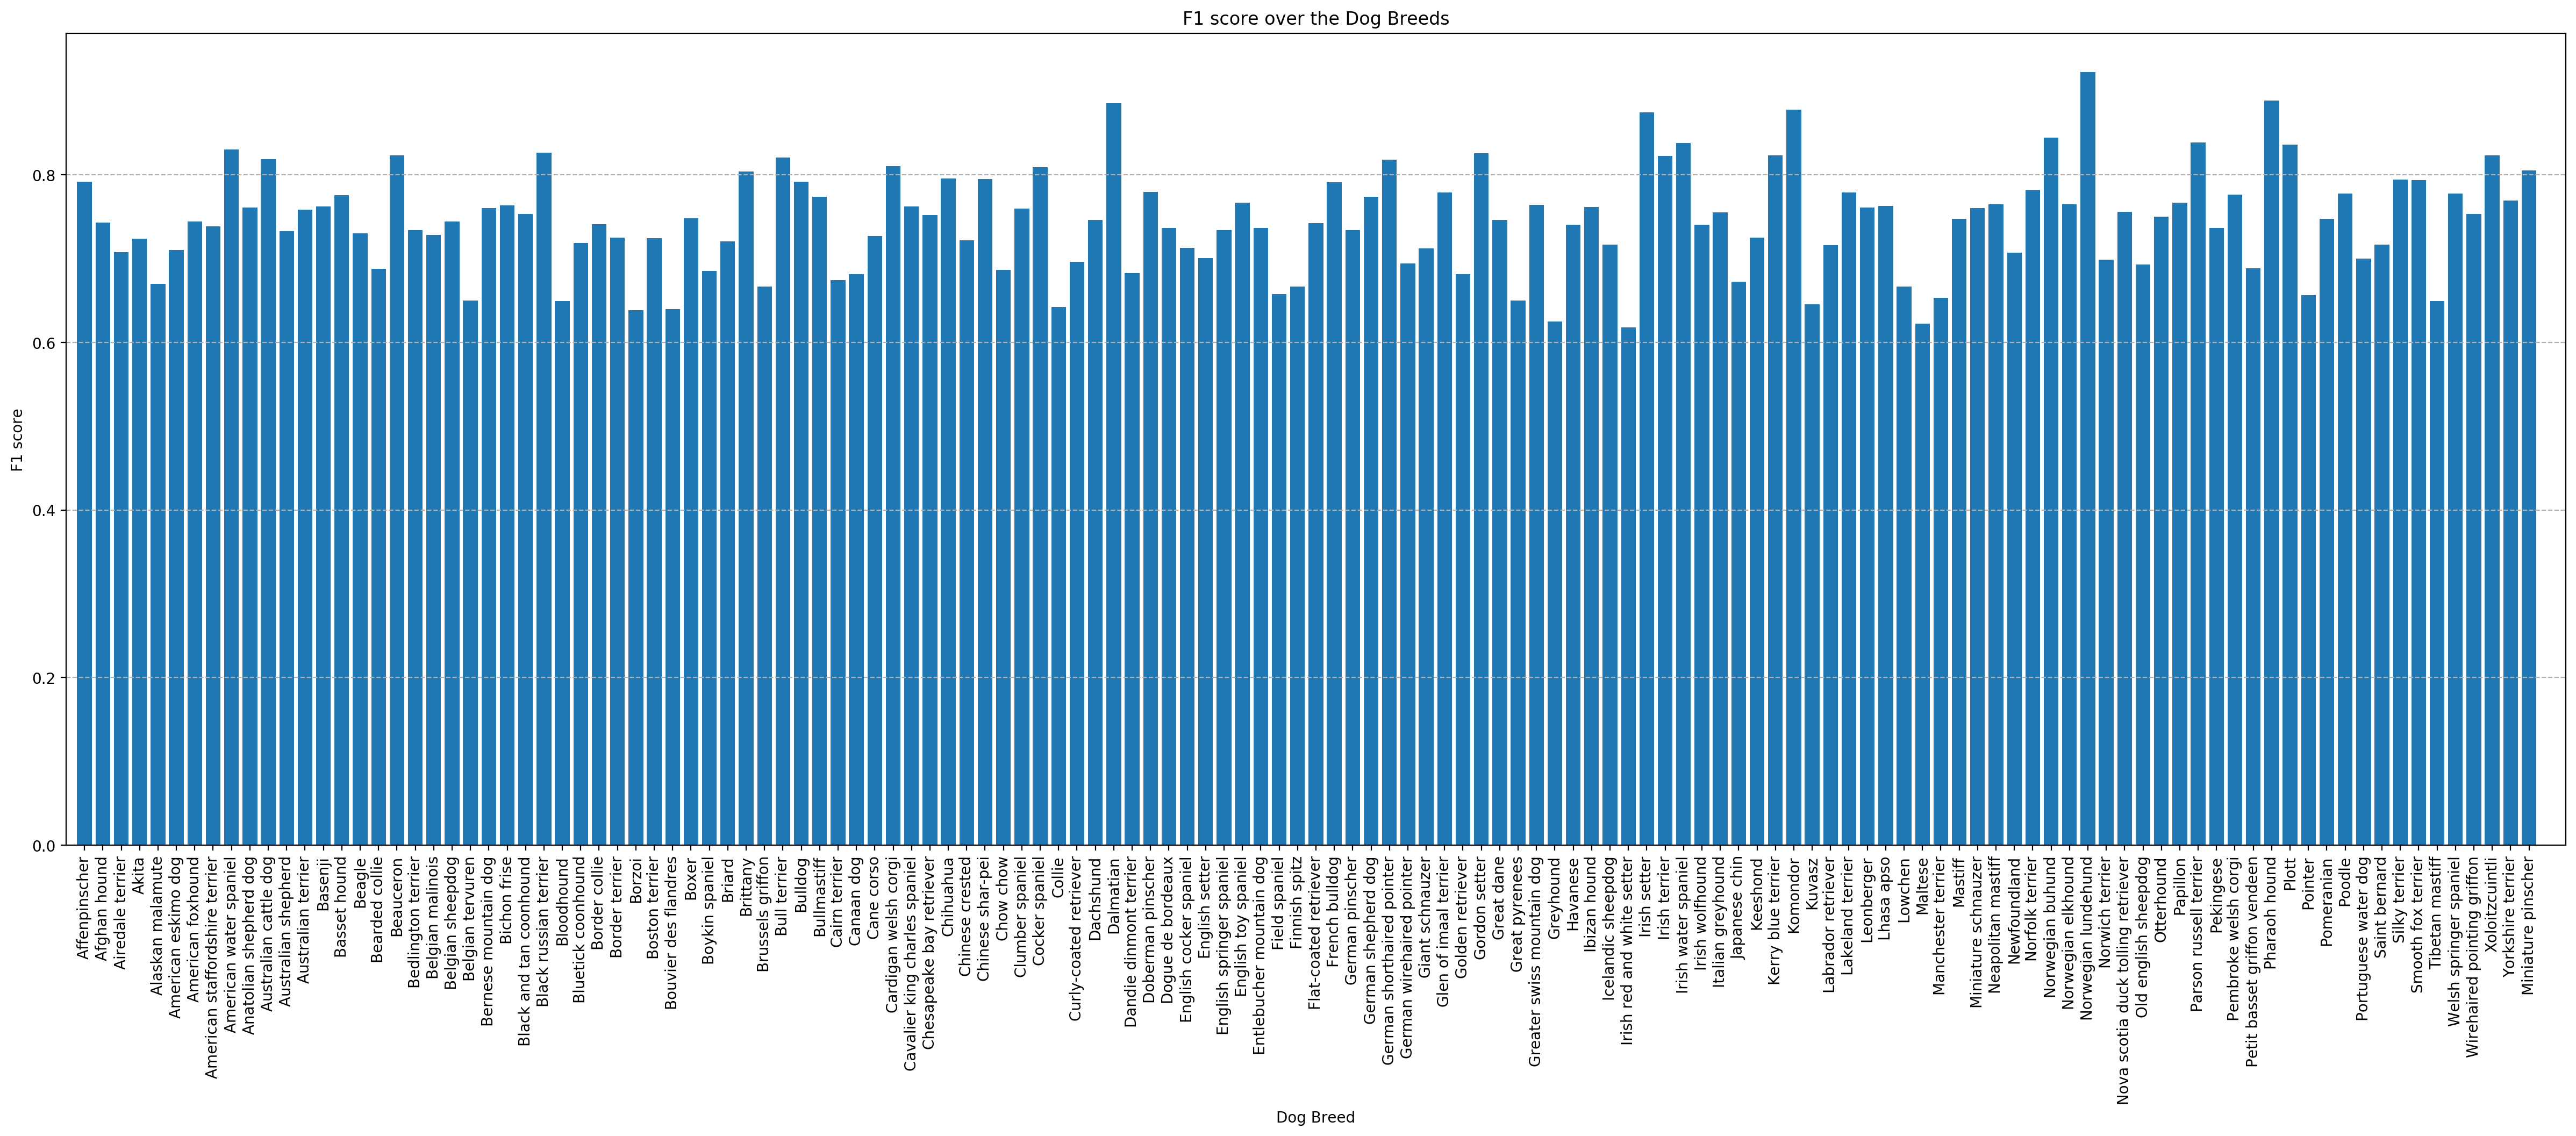 F1 score over the Dog Breeds
F1 score
0.8
0.6
0.4
0.2
0.0
Affenpinscher
Afghan hound
Airedale terrier
Akita
Alaskan malamute
American eskimo dog
American foxhound
American staffordshire terrier
American water spaniel
Anatolian shepherd dog
Australian cattle dog
Australian shepherd
Australian terrier
Basenji
Basset hound
Beagle
Bearded collie
Beauceron
Bedlington terrier
Belgian malinois
Belgian sheepdog
Belgian tervuren
Bernese mountain dog
Bichon frise
Black and tan coonhound
Black russian terrier
Bloodhound
Bluetick coonhound
Border collie
Border terrier
Borzoi
Boston terrier
Bouvier des flandres
Boxer
Boykin spaniel
Briard
Brittany
Brussels griffon
Bull terrier
Bulldog
Bullmastiff
Cairn terrier
Canaan dog
Cane corso
Cardigan welsh corgi
Cavalier king charles spaniel
Chesapeake bay retriever
Chihuahua
Chinese crested
Chinese shar-pei
Chow chow
Clumber spaniel
Cocker spaniel
Collie
Curly-coated retriever
Dachshund
Dalmatian
Dandie dinmont terrier
Doberman pinscher
Dogue de bordeaux
English cocker spaniel
English setter
English springer spaniel
English toy spaniel
Entlebucher mountain dog
Field spaniel
Finnish spitz
Flat-coated retriever
French bulldog
German pinscher
German shepherd dog
German shorthaired pointer
German wirehaired pointer
Giant schnauzer
Glen of imaal terrier
Golden retriever
Gordon setter
Great dane
Great pyrenees
Greater swiss mountain dog
Greyhound
Havanese
Ibizan hound
Icelandic sheepdog
Irish red and white setter
Irish setter
Irish terrier
Irish water spaniel
Irish wolfhound
Italian greyhound
Japanese chin
Keeshond
Kerry blue terrier
Komondor
Kuvasz
Labrador retriever
Lakeland terrier
Leonberger
Lhasa apso
Lowchen
Maltese
Manchester terrier
Mastiff
Miniature schnauzer
Neapolitan mastiff
Newfoundland
Norfolk terrier
Norwegian buhund
Norwegian elkhound
Norwegian lundehund
Norwich terrier
Nova scotia duck tolling retriever
Old english sheepdog
Otterhound
Papillon
Parson russell terrier
Pekingese
Pembroke welsh corgi
Petit basset griffon vendeen
Pharaoh hound
Plott
Pointer
Pomeranian
Poodle
Portuguese water dog
Saint bernard
Silky terrier
Smooth fox terrier
Tibetan mastiff
Welsh springer spaniel
Wirehaired pointing griffon
Xoloitzcuintli
Yorkshire terrier
Miniature pinscher
Dog Breed